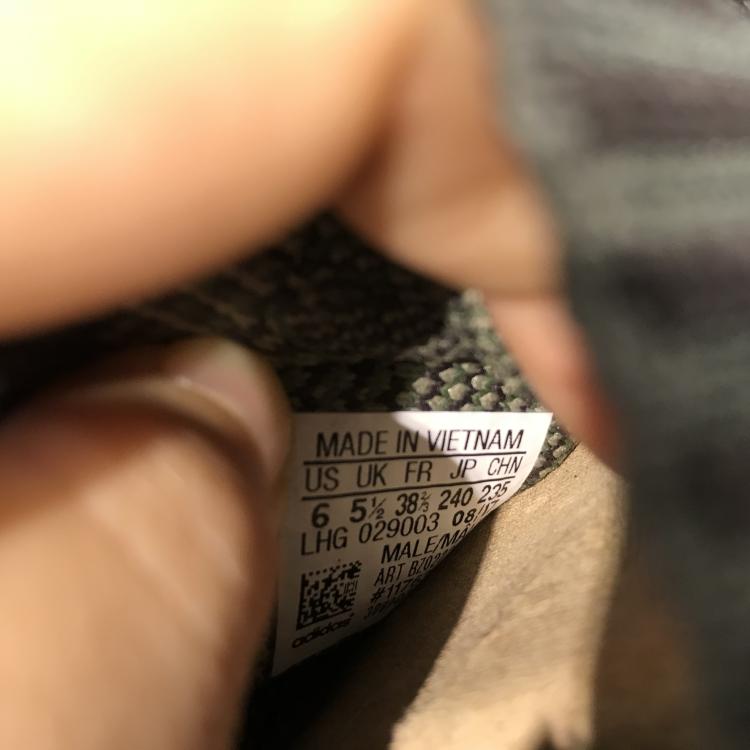 MADE IN VIETNAM
US UK FR JP CHN
6 5½ 38⅔ 240 235
LHG 029003
MALE/
ART
adidas